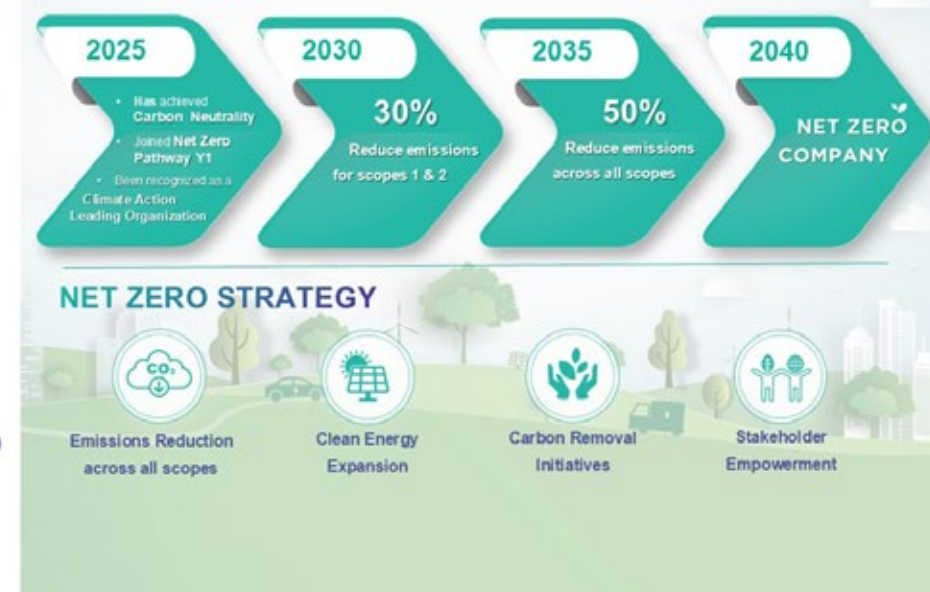 2025
• Has achieved
Carbon Neutrality
• Joined Net Zero
Pathway Y1
• Been recognized as a
Climate Action
Leading Organization
2030
30%
Reduce emissions
for scopes 1 & 2
2035
50%
Reduce emissions
across all scopes
2040
NET ZERO
COMPANY
NET ZERO STRATEGY
CO₂
Emissions Reduction
across all scopes
Clean Energy
Expansion
Carbon Removal
Initiatives
Stakeholder
Empowerment